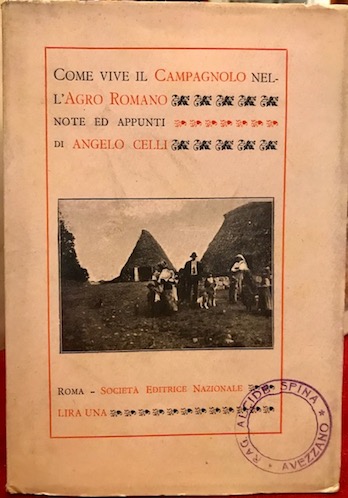 COME VIVE IL CAMPAGNOLO NEL-
L'AGRO ROMANO
NOTE ED APPUNTI
DI ANGELO CELLI
ROMA - SOCIETÀ EDITRICE NAZIONALE
LIRA UNA
RAG. ALCIDE SPINA * AVEZZANO *